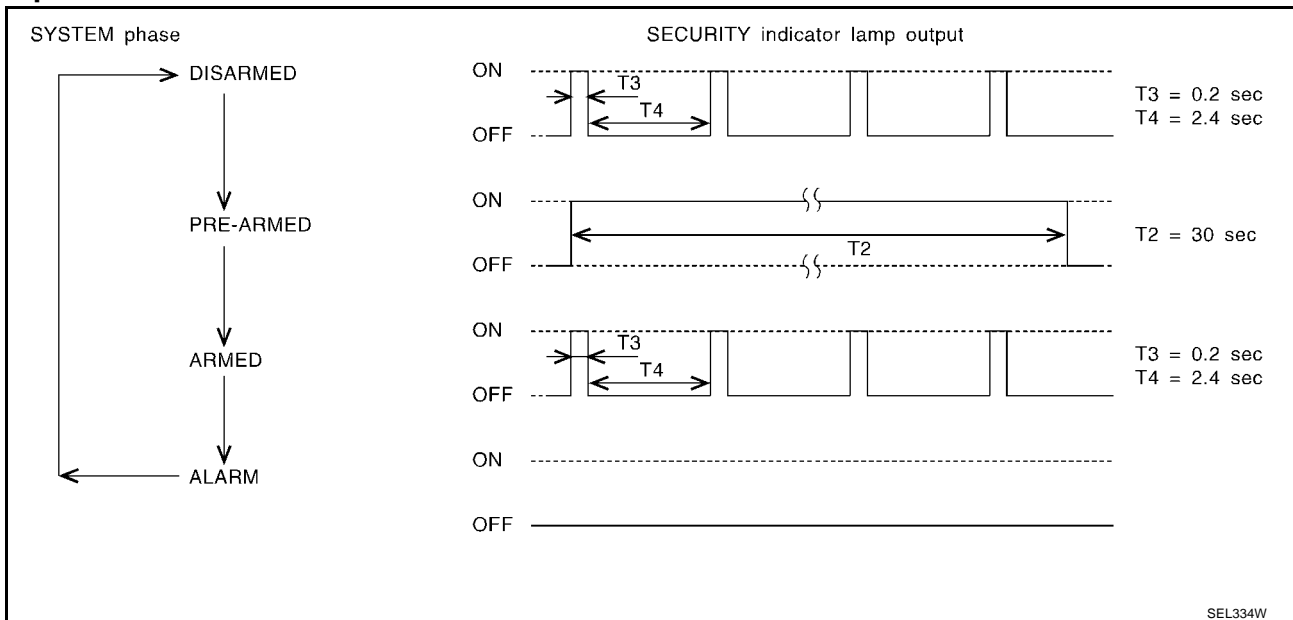 SYSTEM phase
SECURITY indicator lamp output
DISARMED
ON
T3
T4
OFF
T3 = 0.2 sec
T4 = 2.4 sec
PRE-ARMED
ON
T2
OFF
T2 = 30 sec
ARMED
ON
T3
T4
OFF
T3 = 0.2 sec
T4 = 2.4 sec
ALARM
ON
OFF
SEL334W